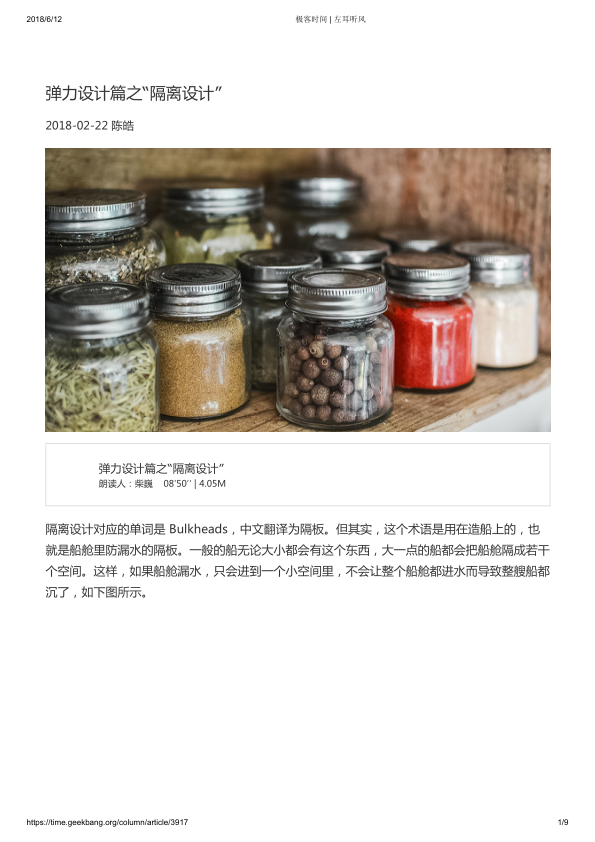 2018/6/12
极客时间 | 左耳听风
弹力设计篇之“隔离设计”
2018-02-22 陈皓
弹力设计篇之“隔离设计”
朗读人：柴巍 08′50′′ | 4.05M
隔离设计对应的单词是 Bulkheads，中文翻译为隔板。但其实，这个术语是用在造船上的，也
就是船舱里防漏水的隔板。一般的船无论大小都会有这个东西，大一点的船都会把船舱隔成若干
个空间。这样，如果船舱漏水，只会进到一个小空间里，不会让整个船舱都进水而导致整艘船都
沉了，如下图所示。
https://time.geekbang.org/column/article/3917
1/9